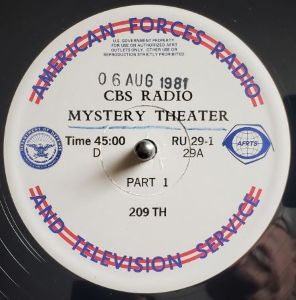 AMERICAN FORCES RADIO
U.S. GOVERNMENT PROPERTY
FOR USE ON AUTHORIZED AFRT
OUTLETS ONLY. OTHER USE OR
REPRODUCTION STRICTLY PROHIBITED
06 AUG 1981
CBS RADIO
MYSTERY THEATER
Time 45:00 RU 29-1
D 29A
AFRTS
PART 1
209 TH
AND TELEVISION SERVICE